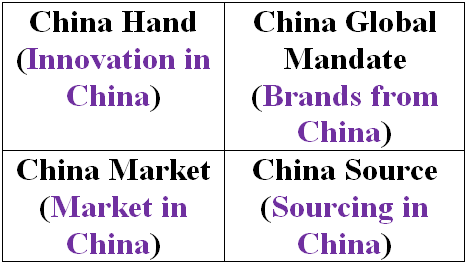 China Hand
(Innovation in
China)
China Global
Mandate
(Brands from
China)
China Market
(Market in
China)
China Source
(Sourcing in
China)